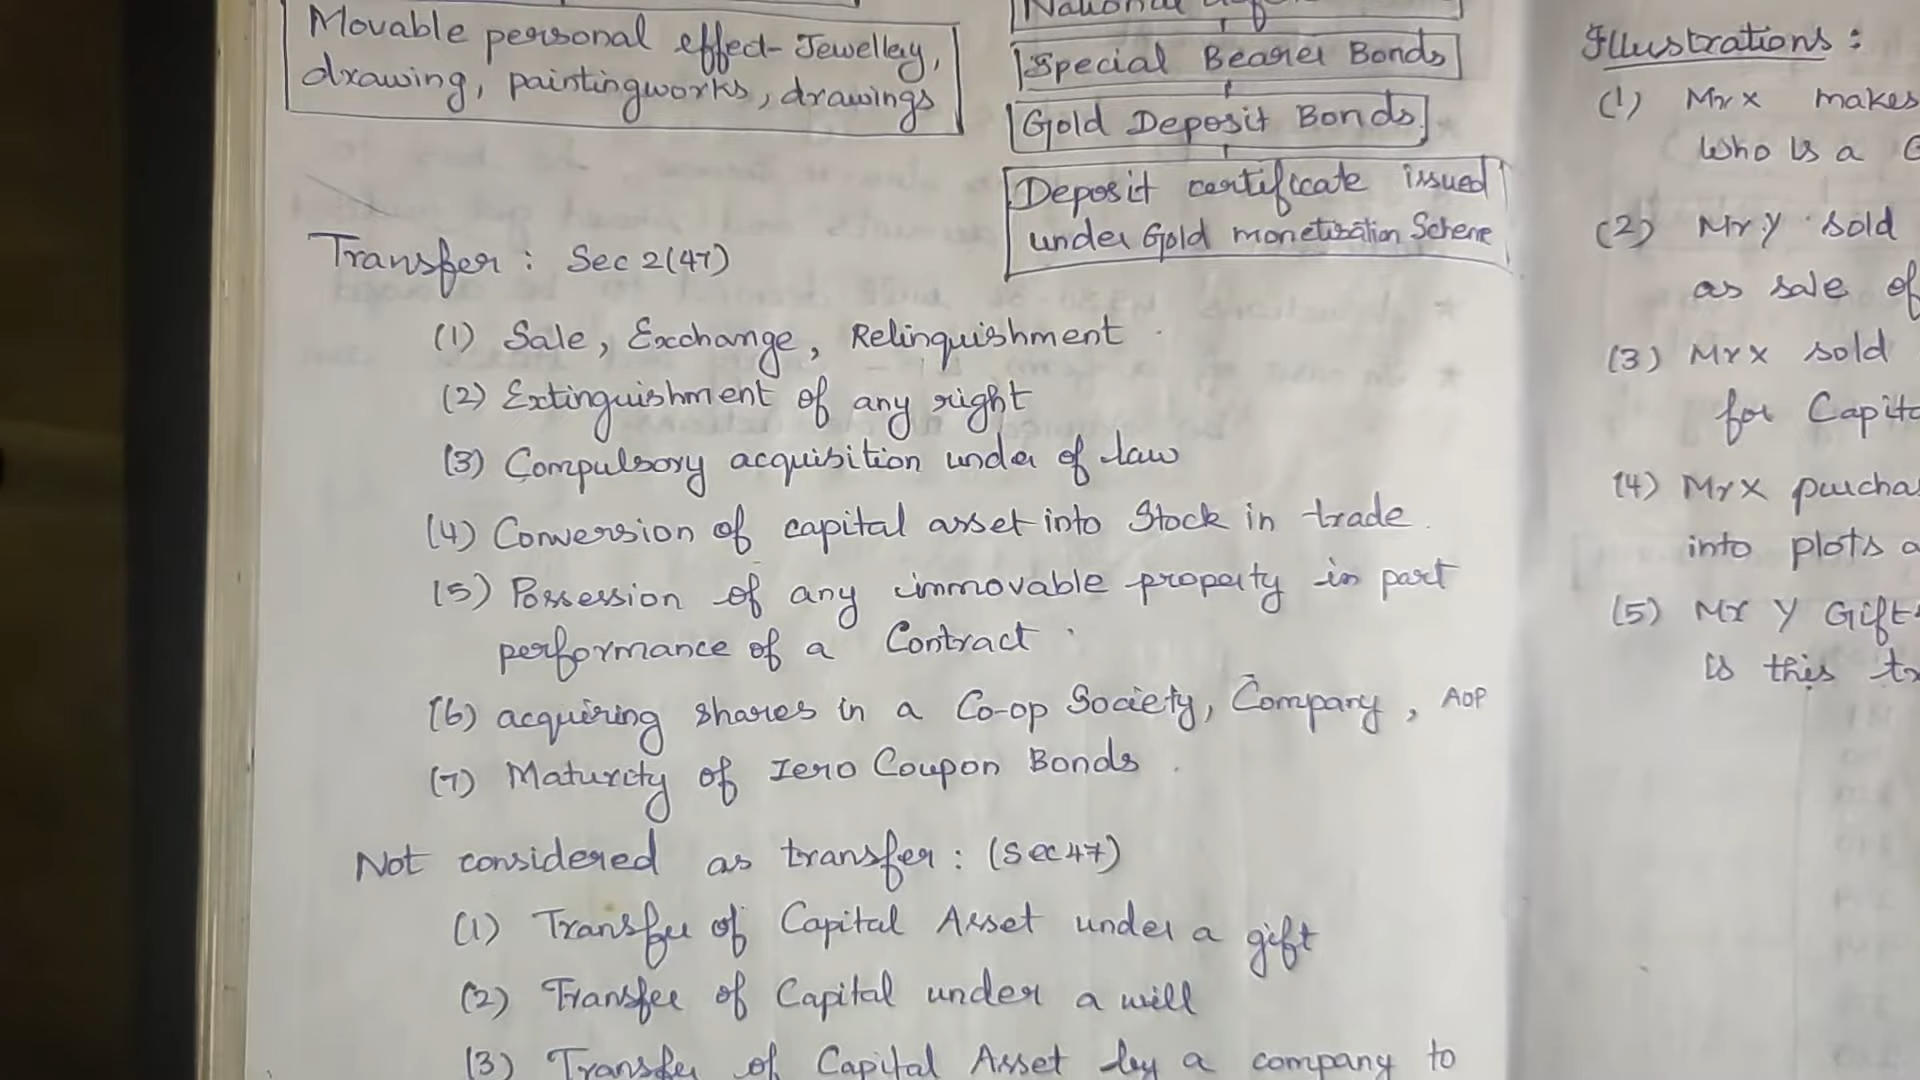 Movable personal effect- Jewellery,
drawing, paintingworks, drawings
National
Special Bearer Bonds
Gold Deposit Bonds
Deposit certificate issued
under Gold monetization Scheme
Transfer : Sec 2(47)
(1) Sale, Exchange, Relinquishment
(2) Extinguishment of any right
(3) Compulsory acquisition under of law
(4) Conversion of capital asset into Stock in trade.
(5) Possession of any immovable property in part
performance of a Contract.
(6) acquiring shares in a Co-op Society, Company, AOP
(7) Maturity of Zero Coupon Bonds.
Not considered as transfer: (Sec 47)
(1) Transfer of Capital Asset under a gift
(2) Transfer of Capital under a will
(3) Transfer of Capital Asset by a company to
Illustrations :
(1) Mr X makes
who is a
(2) Mr Y sold
as sale of
(3) Mr X sold
for Capit
(4) Mr X purcha
into plots a
(5) Mr Y Gift
is this tr